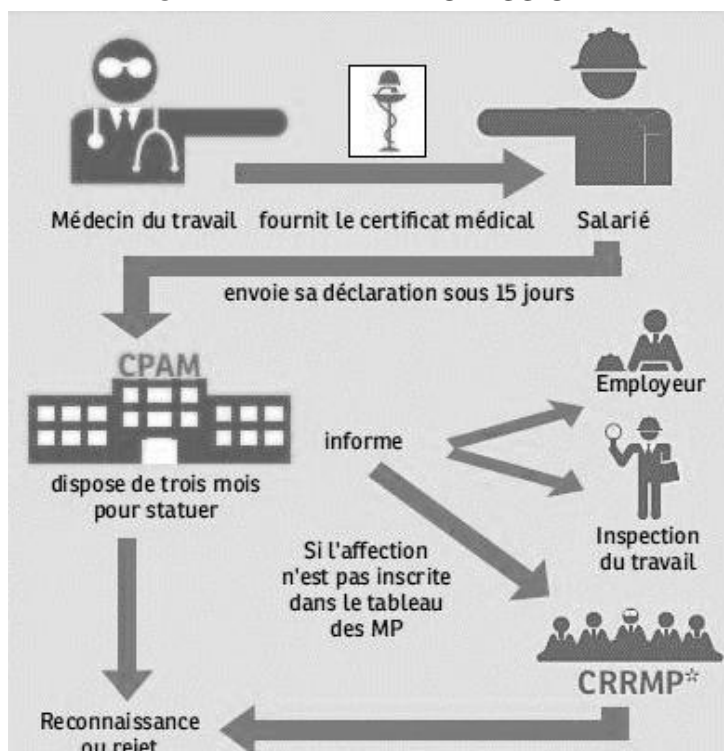 Médecin du travail
fournit le certificat médical
Salarié
envoie sa déclaration sous 15 jours
CPAM
dispose de trois mois
pour statuer
informe
Employeur
Inspection
du travail
Si l'affection
n'est pas inscrite
dans le tableau
des MP
CRRMP*
Reconnaissance
ou rejet